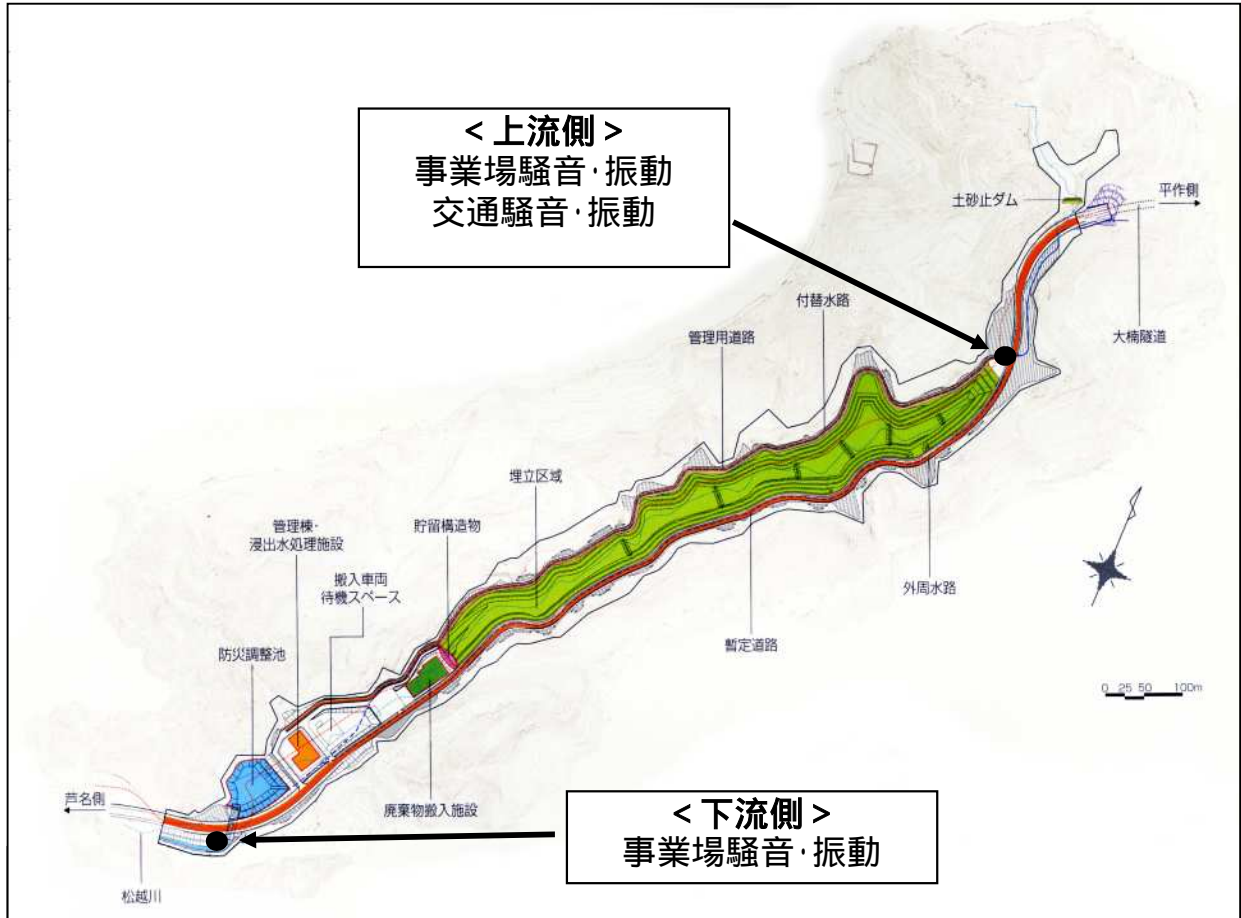 ＜上流側＞
事業場騒音･振動
交通騒音･振動
土砂止ダム
平作側
付替水路
管理用道路
大楠隧道
埋立区域
貯留構造物
管理棟･
浸出水処理施設
搬入車両
待機スペース
外周水路
防災調整池
暫定道路
0 25 50 100m
芦名側
廃棄物搬入施設
＜下流側＞
事業場騒音･振動
松越川